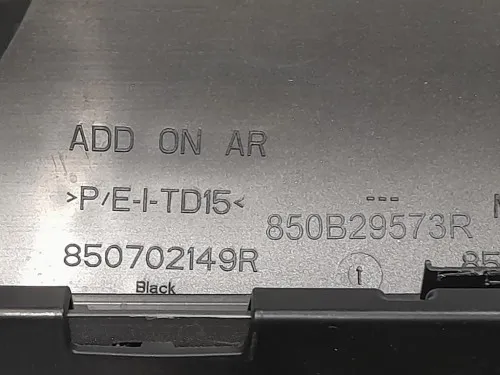 ADD ON AR
>P/E-I-TD15<
---
850B29573R
850702149R
Black